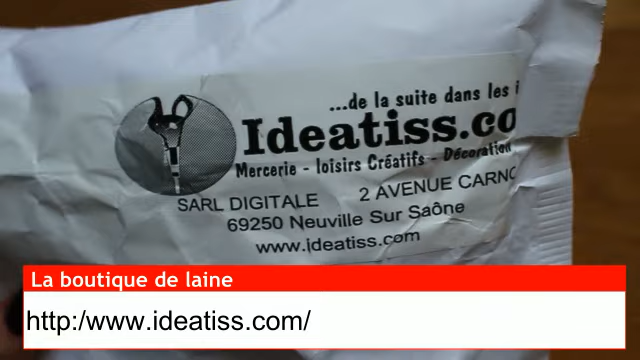 ...de la suite dans les i
Ideatiss.co
Mercerie - loisirs Créatifs - Décoration
SARL DIGITALE 2 AVENUE CARNO
69250 Neuville Sur Saône
www.ideatiss.com
La boutique de laine
http:/www.ideatiss.com/